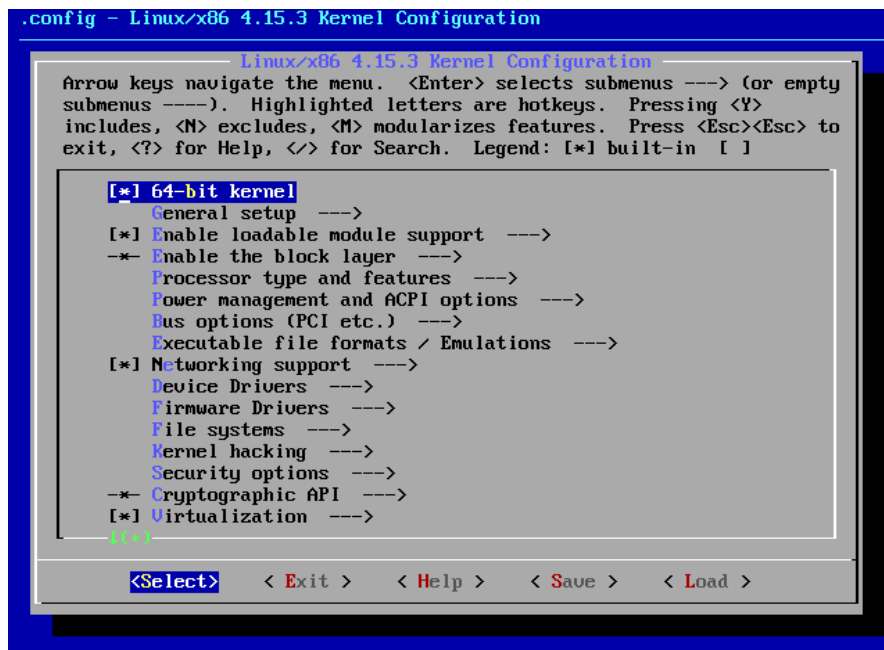 .config - Linux/x86 4.15.3 Kernel Configuration
Linux/x86 4.15.3 Kernel Configuration
Arrow keys navigate the menu.  <Enter> selects submenus ---> (or empty
submenus ----).  Highlighted letters are hotkeys.  Pressing <Y>
includes, <N> excludes, <M> modularizes features.  Press <Esc><Esc> to
exit, <?> for Help, </> for Search.  Legend: [*] built-in  [ ]
[*] 64-bit kernel
General setup  --->
[*] Enable loadable module support  --->
-*- Enable the block layer  --->
Processor type and features  --->
Power management and ACPI options  --->
Bus options (PCI etc.)  --->
Executable file formats / Emulations  --->
[*] Networking support  --->
Device Drivers  --->
Firmware Drivers  --->
File systems  --->
Kernel hacking  --->
Security options  --->
-*- Cryptographic API  --->
[*] Virtualization  --->
↓(+)
<Select>    < Exit >    < Help >    < Save >    < Load >